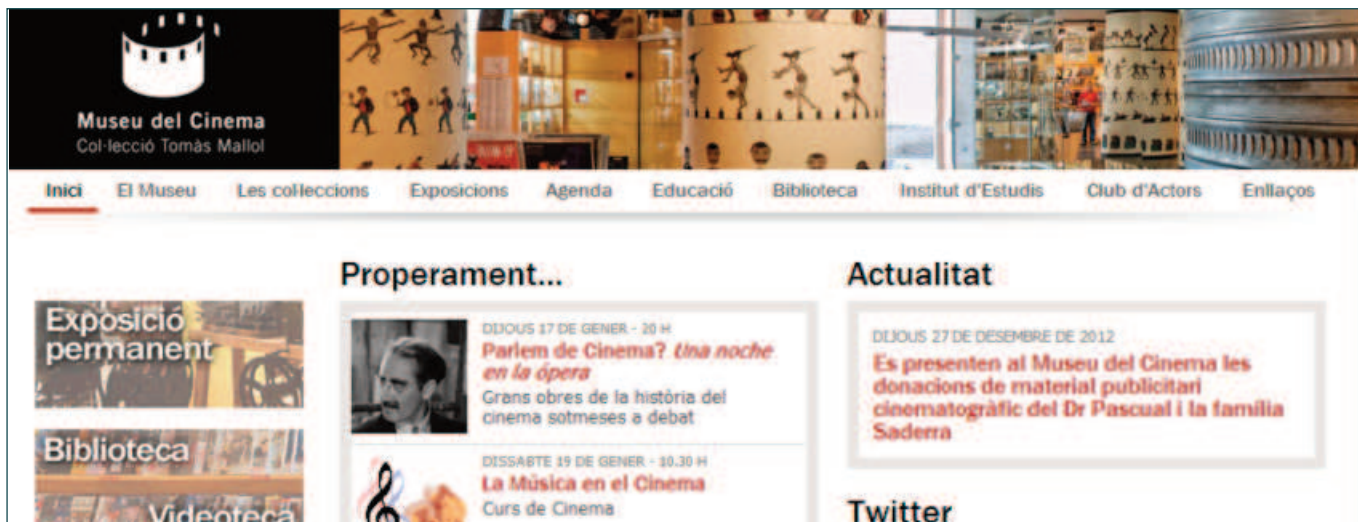 Museu del Cinema
Col·lecció Tomàs Mallol
Inici El Museu Les col·leccions Exposicions Agenda Educació Biblioteca Institut d'Estudis Club d'Actors Enllaços
Exposició
permanent
Biblioteca
Videoteca
Properament...
DIJOUS 17 DE GENER - 20 H
Parlem de Cinema? Una noche
en la ópera
Grans obres de la història del
cinema sotmeses a debat
DISSABTE 19 DE GENER - 10.30 H
La Música en el Cinema
Curs de Cinema
Actualitat
DIJOUS 27 DE DESEMBRE DE 2012
Es presenten al Museu del Cinema les
donacions de material publicitari
cinematogràfic del Dr Pascual i la família
Saderra
Twitter